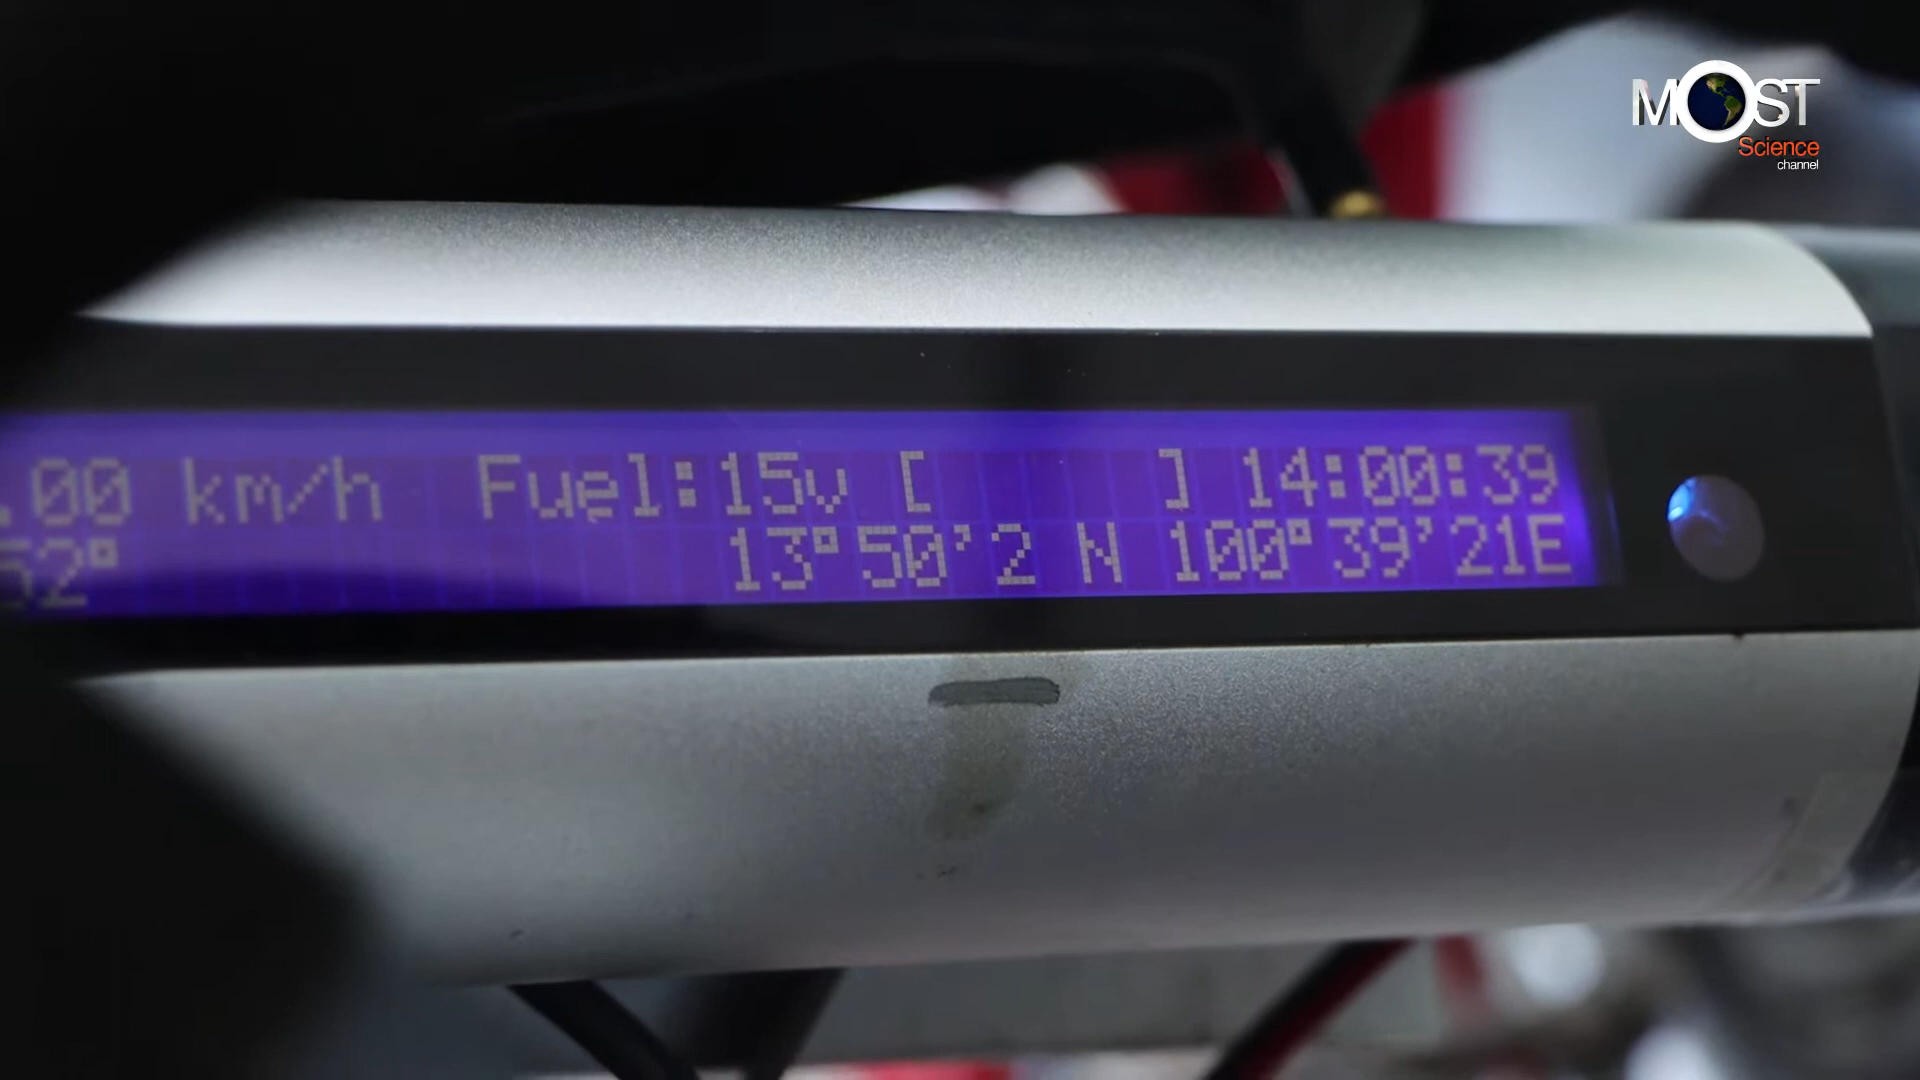 MOST
Science
channel
.00 km/h Fuel:15v [ ] 14:00:39
52° 13°50'2 N 100°39'21E